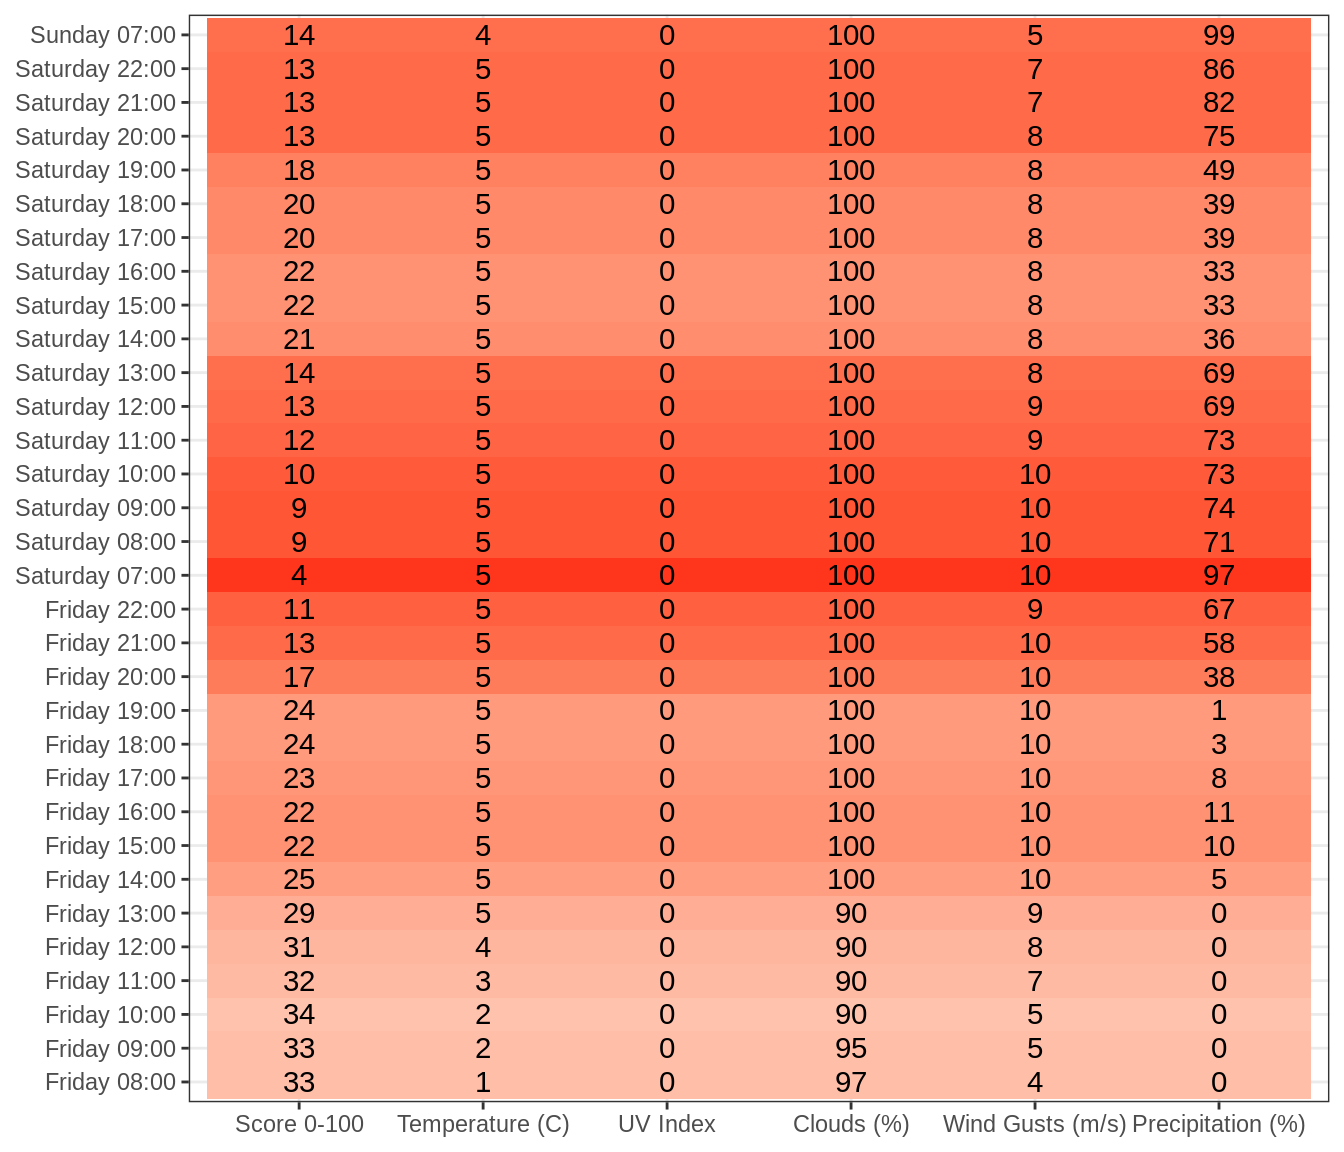 Sunday 07:00 14 4 0 100 5 99
Saturday 22:00 13 5 0 100 7 86
Saturday 21:00 13 5 0 100 7 82
Saturday 20:00 13 5 0 100 8 75
Saturday 19:00 18 5 0 100 8 49
Saturday 18:00 20 5 0 100 8 39
Saturday 17:00 20 5 0 100 8 39
Saturday 16:00 22 5 0 100 8 33
Saturday 15:00 22 5 0 100 8 33
Saturday 14:00 21 5 0 100 8 36
Saturday 13:00 14 5 0 100 8 69
Saturday 12:00 13 5 0 100 9 69
Saturday 11:00 12 5 0 100 9 73
Saturday 10:00 10 5 0 100 10 73
Saturday 09:00 9 5 0 100 10 74
Saturday 08:00 9 5 0 100 10 71
Saturday 07:00 4 5 0 100 10 97
Friday 22:00 11 5 0 100 9 67
Friday 21:00 13 5 0 100 10 58
Friday 20:00 17 5 0 100 10 38
Friday 19:00 24 5 0 100 10 1
Friday 18:00 24 5 0 100 10 3
Friday 17:00 23 5 0 100 10 8
Friday 16:00 22 5 0 100 10 11
Friday 15:00 22 5 0 100 10 10
Friday 14:00 25 5 0 100 10 5
Friday 13:00 29 5 0 90 9 0
Friday 12:00 31 4 0 90 8 0
Friday 11:00 32 3 0 90 7 0
Friday 10:00 34 2 0 90 5 0
Friday 09:00 33 2 0 95 5 0
Friday 08:00 33 1 0 97 4 0
Score 0-100 Temperature (C) UV Index Clouds (%) Wind Gusts (m/s) Precipitation (%)